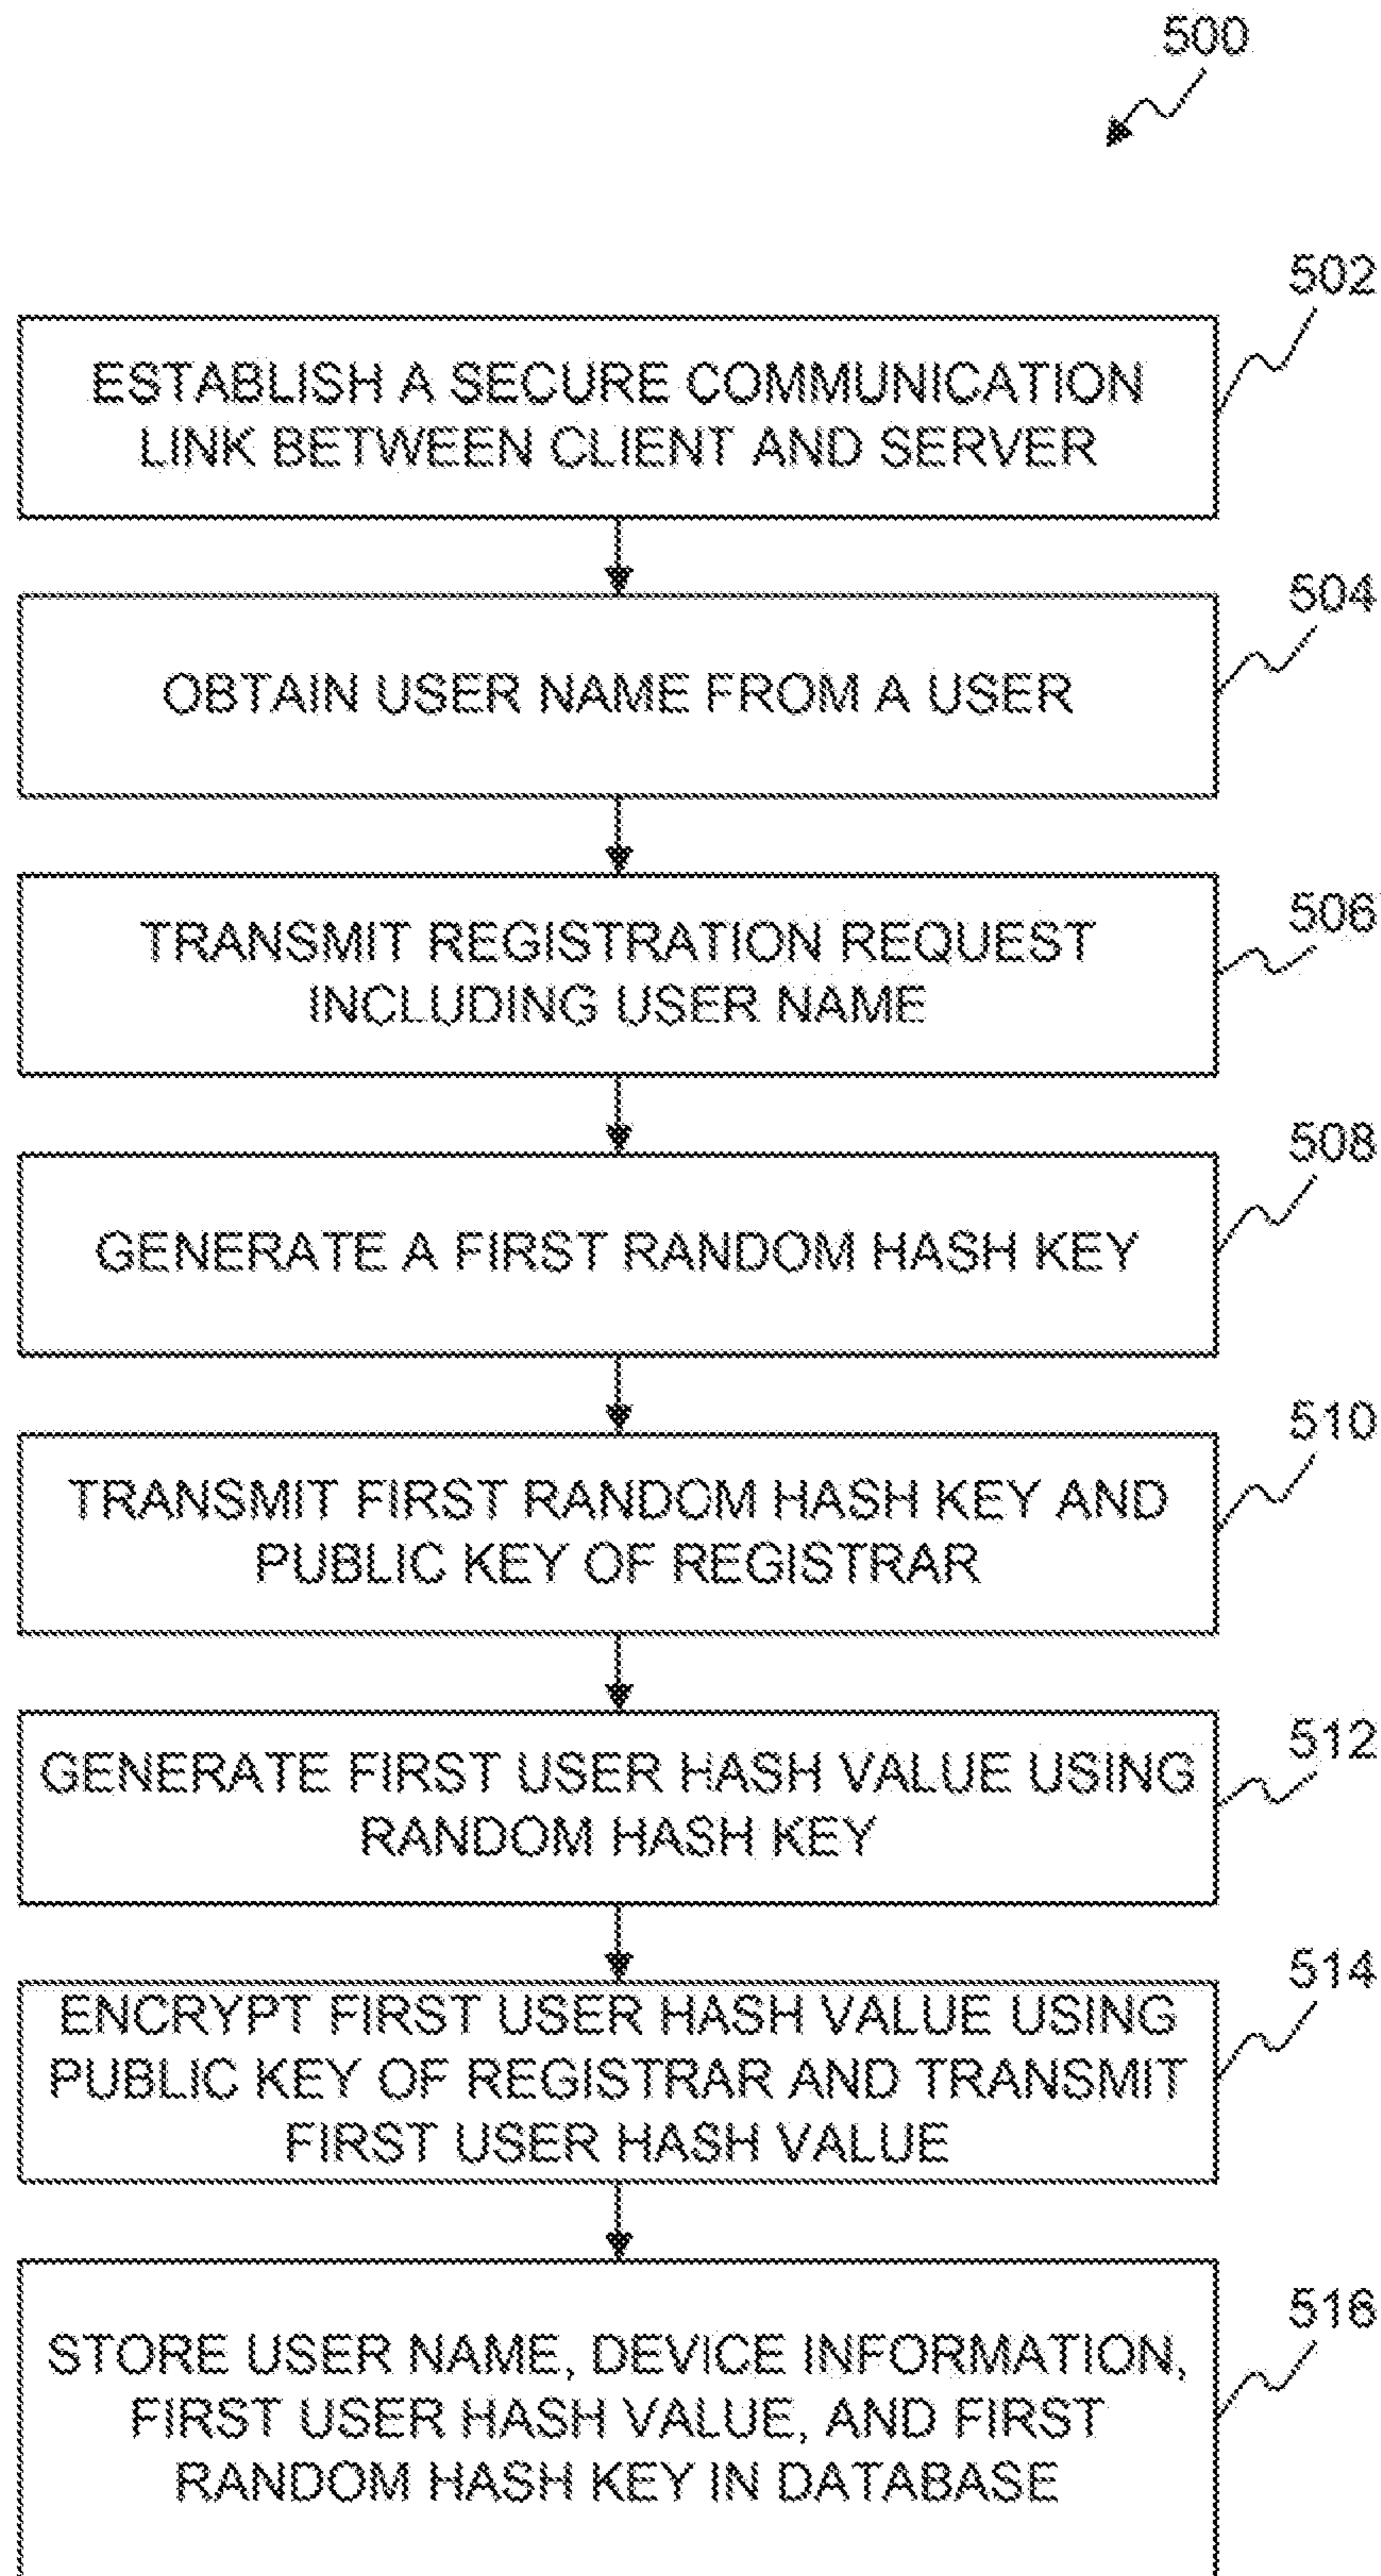 500
502
ESTABLISH A SECURE COMMUNICATION
LINK BETWEEN CLIENT AND SERVER
504
OBTAIN USER NAME FROM A USER
506
TRANSMIT REGISTRATION REQUEST
INCLUDING USER NAME
508
GENERATE A FIRST RANDOM HASH KEY
510
TRANSMIT FIRST RANDOM HASH KEY AND
PUBLIC KEY OF REGISTRAR
512
GENERATE FIRST USER HASH VALUE USING
RANDOM HASH KEY
514
ENCRYPT FIRST USER HASH VALUE USING
PUBLIC KEY OF REGISTRAR AND TRANSMIT
FIRST USER HASH VALUE
516
STORE USER NAME, DEVICE INFORMATION,
FIRST USER HASH VALUE, AND FIRST
RANDOM HASH KEY IN DATABASE